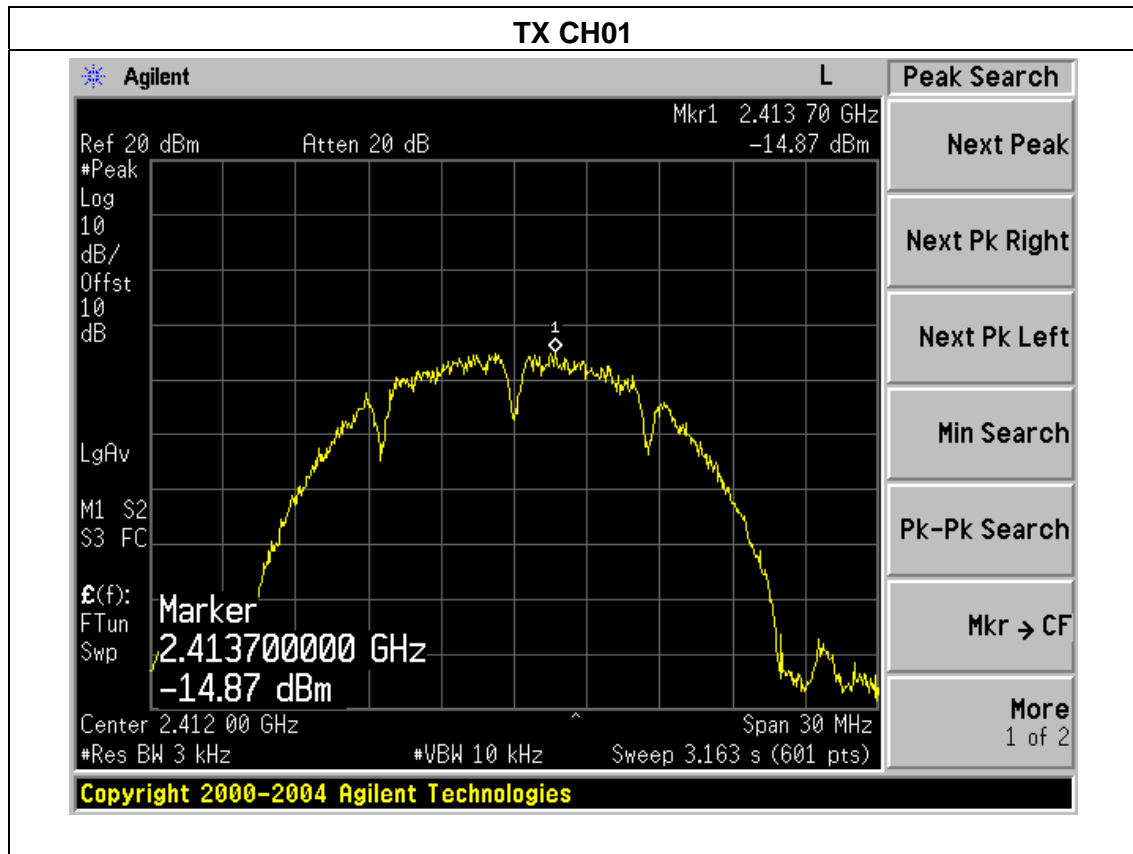 TX CH01
Agilent L Peak Search
Mkr1 2.413 70 GHz
Ref 20 dBm Atten 20 dB -14.87 dBm
#Peak
Log
10
dB/
Offst
10
dB
1
LgAv
M1 S2
S3 FC
£(f):
FTun
Swp
Marker
2.413700000 GHz
-14.87 dBm
Center 2.412 00 GHz ^ Span 30 MHz
#Res BW 3 kHz #VBW 10 kHz Sweep 3.163 s (601 pts)
Next Peak
Next Pk Right
Next Pk Left
Min Search
Pk-Pk Search
Mkr → CF
More
1 of 2
Copyright 2000-2004 Agilent Technologies